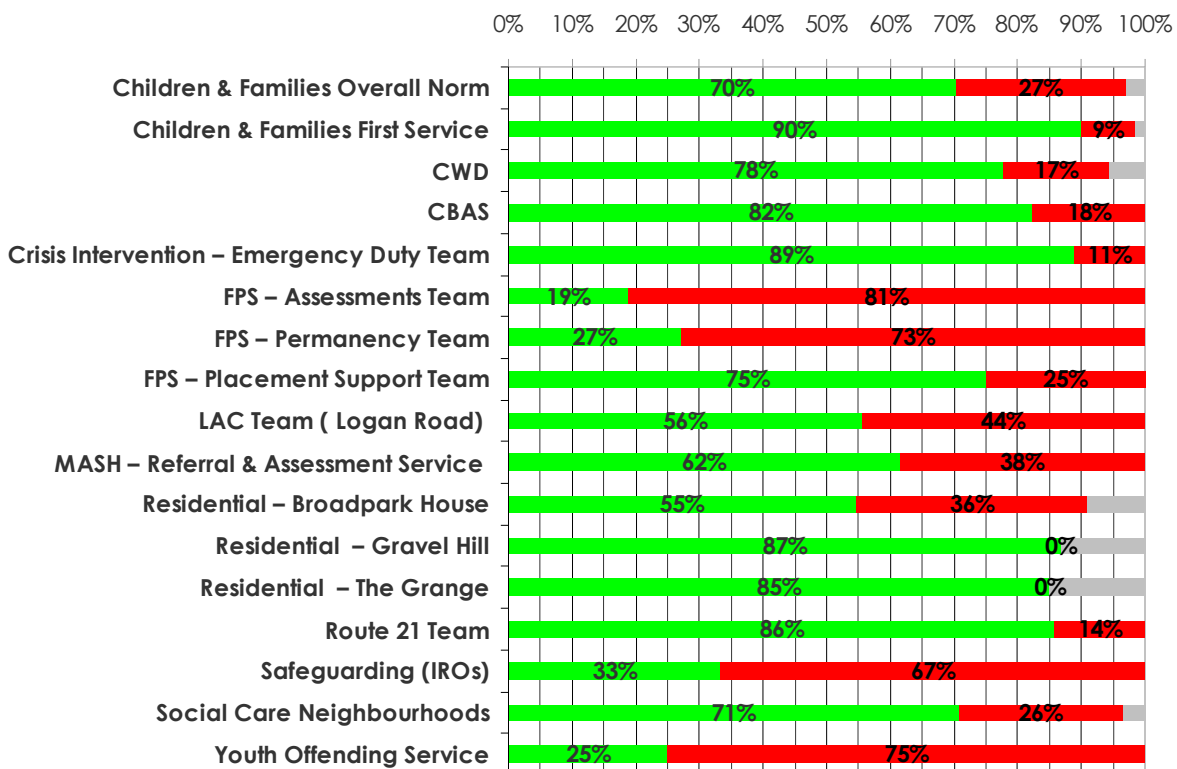 0% 10% 20% 30% 40% 50% 60% 70% 80% 90% 100%
Children & Families Overall Norm 70% 27%
Children & Families First Service 90% 9%
CWD 78% 17%
CBAS 82% 18%
Crisis Intervention – Emergency Duty Team 89% 11%
FPS – Assessments Team 19% 81%
FPS – Permanency Team 27% 73%
FPS – Placement Support Team 75% 25%
LAC Team ( Logan Road) 56% 44%
MASH – Referral & Assessment Service 62% 38%
Residential – Broadpark House 55% 36%
Residential – Gravel Hill 87% 0%
Residential – The Grange 85% 0%
Route 21 Team 86% 14%
Safeguarding (IROs) 33% 67%
Social Care Neighbourhoods 71% 26%
Youth Offending Service 25% 75%